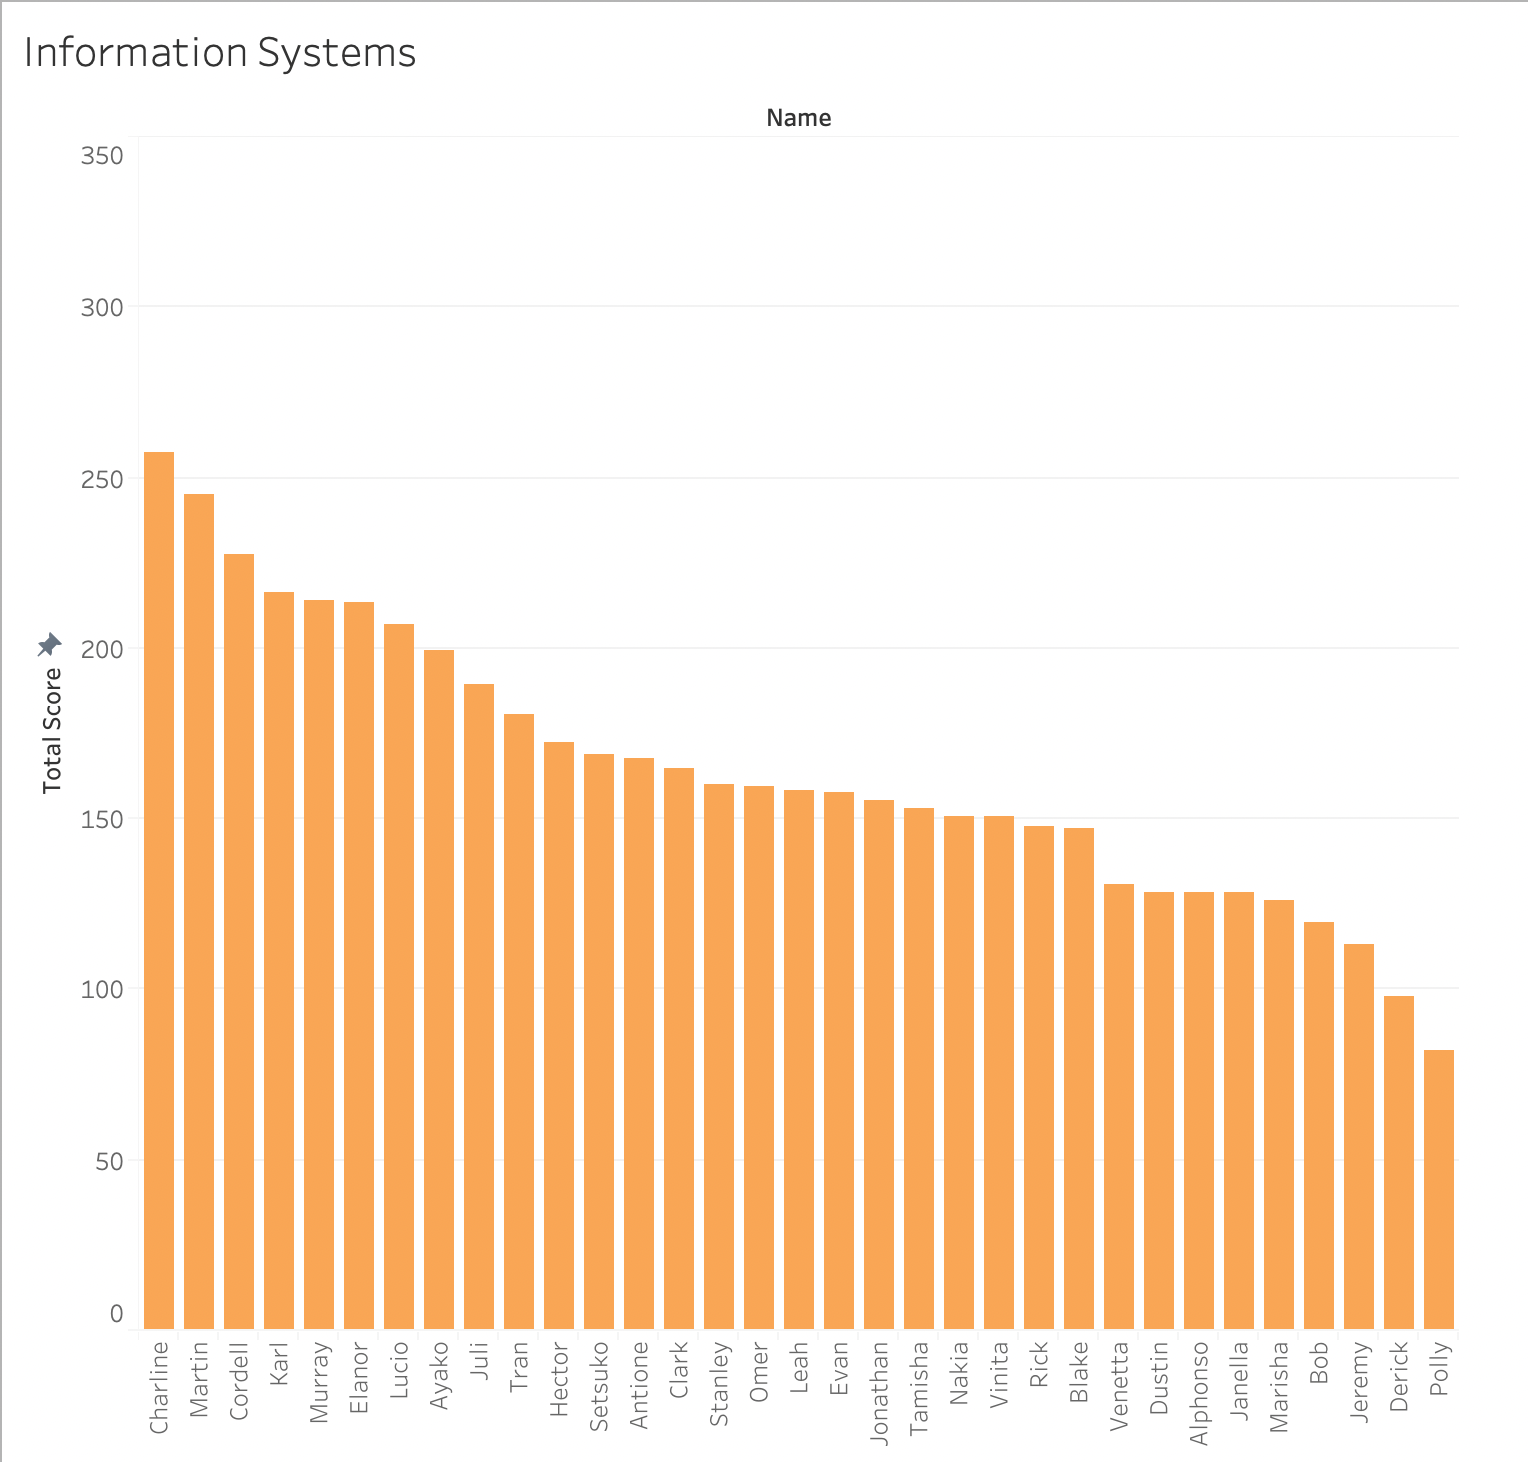 Information Systems
Name
350
300
250
200
150
100
50
0
Total Score
Charline
Martin
Cordell
Karl
Murray
Elanor
Lucio
Ayako
Juli
Tran
Hector
Setsuko
Antione
Clark
Stanley
Omer
Leah
Evan
Jonathan
Tamisha
Nakia
Vinita
Rick
Blake
Venetta
Dustin
Alphonso
Janella
Marisha
Bob
Jeremy
Derick
Polly